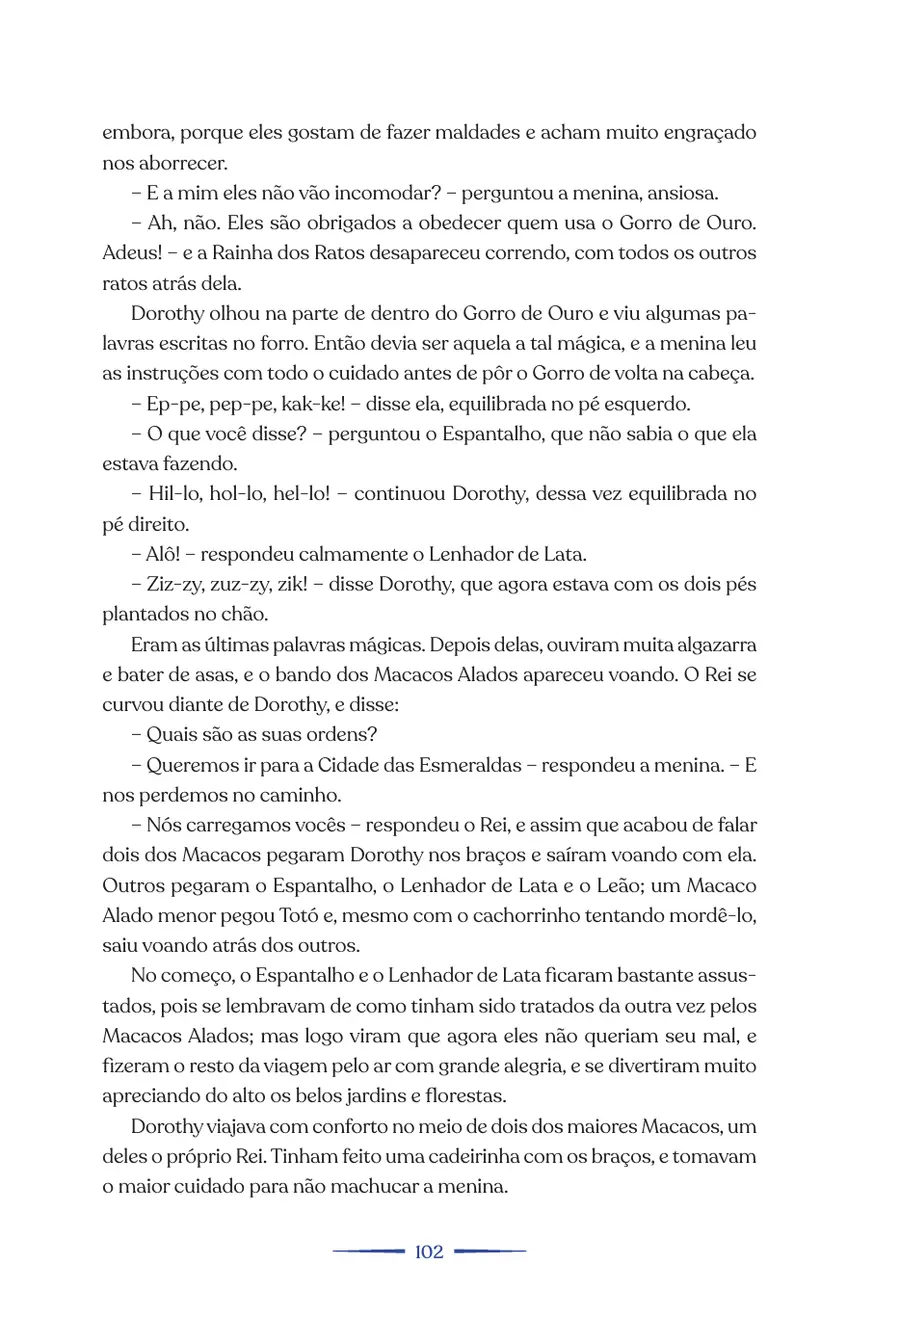 embora, porque eles gostam de fazer maldades e acham muito engraçado
nos aborrecer.
– E a mim eles não vão incomodar? – perguntou a menina, ansiosa.
– Ah, não. Eles são obrigados a obedecer quem usa o Gorro de Ouro.
Adeus! – e a Rainha dos Ratos desapareceu correndo, com todos os outros
ratos atrás dela.
Dorothy olhou na parte de dentro do Gorro de Ouro e viu algumas pa-
lavras escritas no forro. Então devia ser aquela a tal mágica, e a menina leu
as instruções com todo o cuidado antes de pôr o Gorro de volta na cabeça.
– Ep-pe, pep-pe, kak-ke! – disse ela, equilibrada no pé esquerdo.
– O que você disse? – perguntou o Espantalho, que não sabia o que ela
estava fazendo.
– Hil-lo, hol-lo, hel-lo! – continuou Dorothy, dessa vez equilibrada no
pé direito.
– Alô! – respondeu calmamente o Lenhador de Lata.
– Ziz-zy, zuz-zy, zik! – disse Dorothy, que agora estava com os dois pés
plantados no chão.
Eram as últimas palavras mágicas. Depois delas, ouviram muita algazarra
e bater de asas, e o bando dos Macacos Alados apareceu voando. O Rei se
curvou diante de Dorothy, e disse:
– Quais são as suas ordens?
– Queremos ir para a Cidade das Esmeraldas – respondeu a menina. – E
nos perdemos no caminho.
– Nós carregamos vocês – respondeu o Rei, e assim que acabou de falar
dois dos Macacos pegaram Dorothy nos braços e saíram voando com ela.
Outros pegaram o Espantalho, o Lenhador de Lata e o Leão; um Macaco
Alado menor pegou Totó e, mesmo com o cachorrinho tentando mordê-lo,
saiu voando atrás dos outros.
No começo, o Espantalho e o Lenhador de Lata ficaram bastante assus-
tados, pois se lembravam de como tinham sido tratados da outra vez pelos
Macacos Alados; mas logo viram que agora eles não queriam seu mal, e
fizeram o resto da viagem pelo ar com grande alegria, e se divertiram muito
apreciando do alto os belos jardins e florestas.
Dorothy viajava com conforto no meio de dois dos maiores Macacos, um
deles o próprio Rei. Tinham feito uma cadeirinha com os braços, e tomavam
o maior cuidado para não machucar a menina.
102